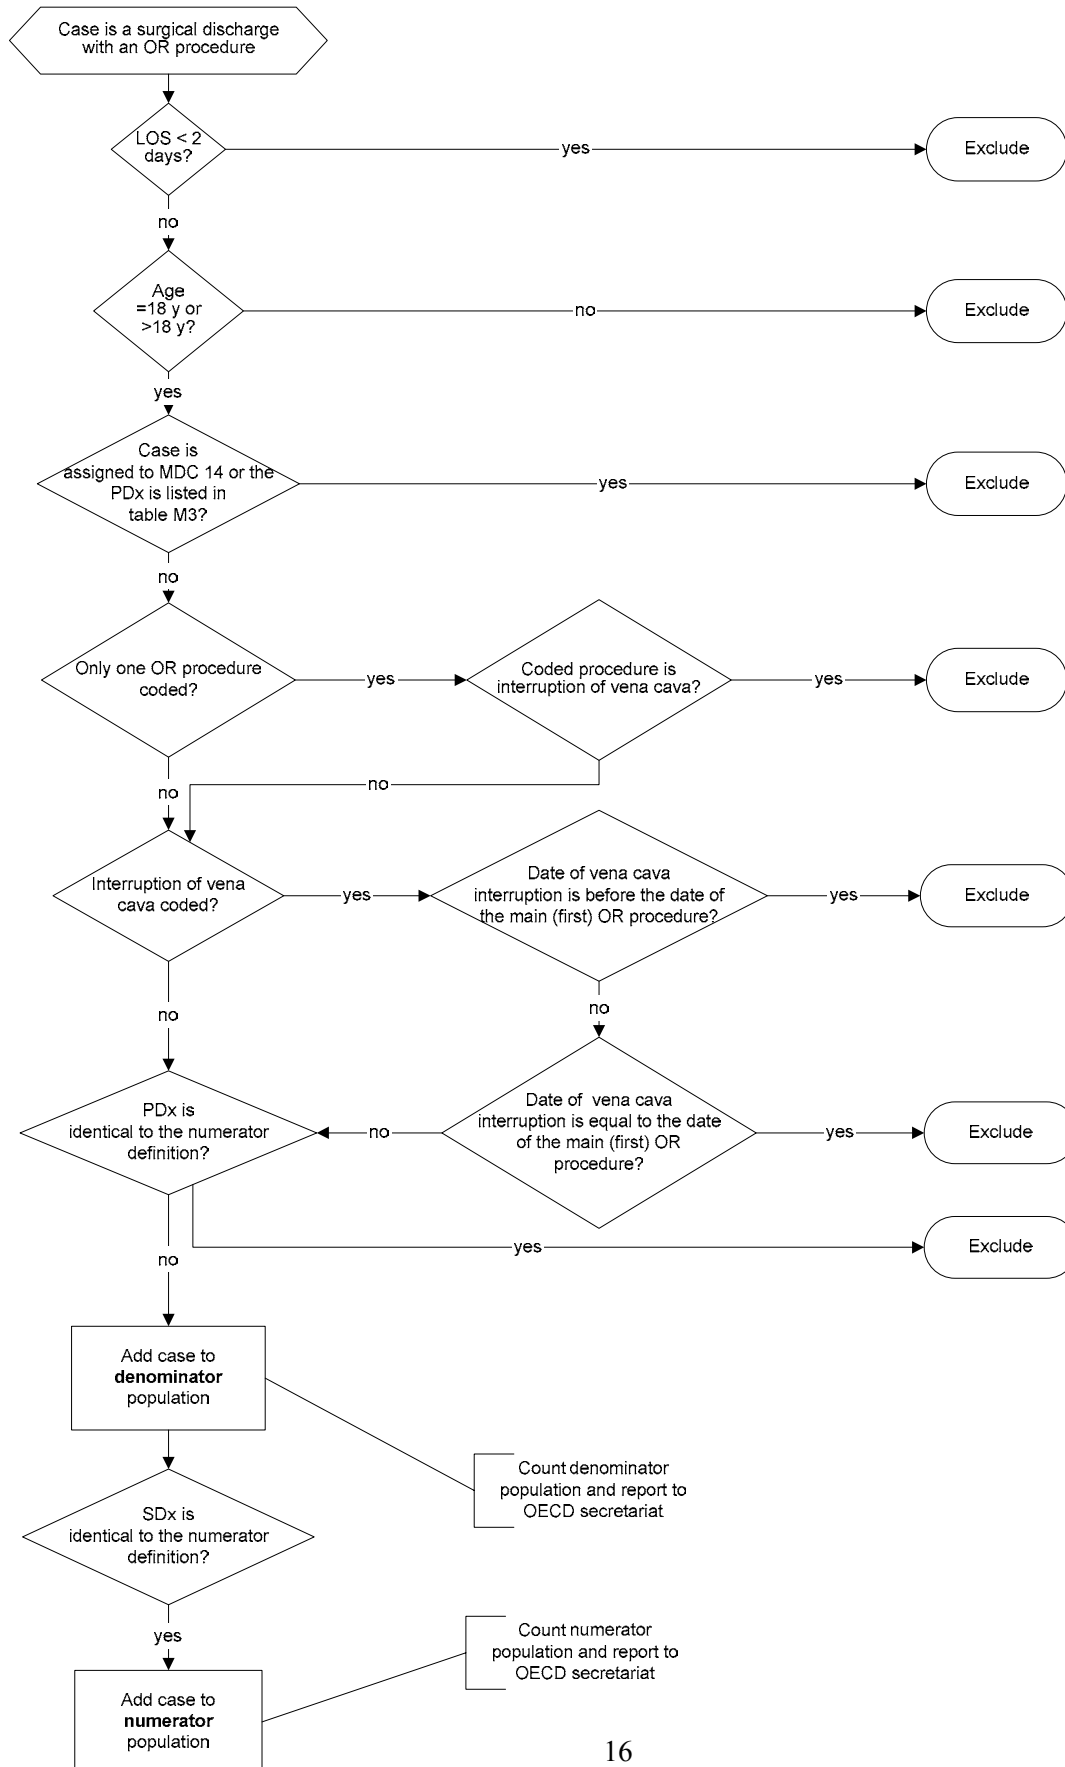 Case is a surgical discharge
with an OR procedure
LOS < 2
days?
yes
Exclude
no
Age
=18 y or
>18 y?
no
Exclude
yes
Case is
assigned to MDC 14 or the
PDx is listed in
table M3?
yes
Exclude
no
Only one OR procedure
coded?
yes
Coded procedure is
interruption of vena cava?
yes
Exclude
no
no
Interruption of vena
cava coded?
yes
Date of vena cava
interruption is before the date of
the main (first) OR procedure?
yes
Exclude
no
no
PDx is
identical to the numerator
definition?
no
Date of vena cava
interruption is equal to the date
of the main (first) OR
procedure?
yes
Exclude
yes
Exclude
no
Add case to
denominator
population
Count denominator
population and report to
OECD secretariat
SDx is
identical to the numerator
definition?
yes
Count numerator
population and report to
OECD secretariat
Add case to
numerator
population
16